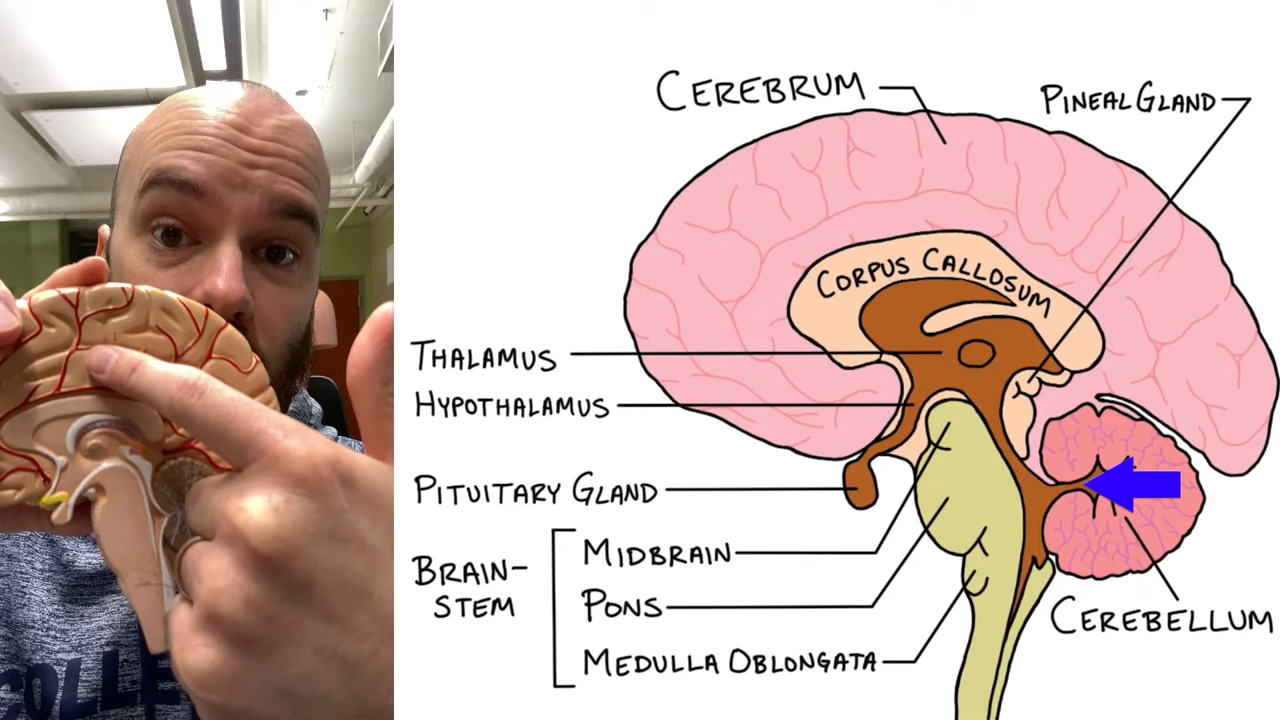 CEREBRUM
PINEAL GLAND
CORPUS CALLOSUM
THALAMUS
HYPOTHALAMUS
PITUITARY GLAND
BRAIN-
STEM
MIDBRAIN
PONS
MEDULLA OBLONGATA
CEREBELLUM
COLLE